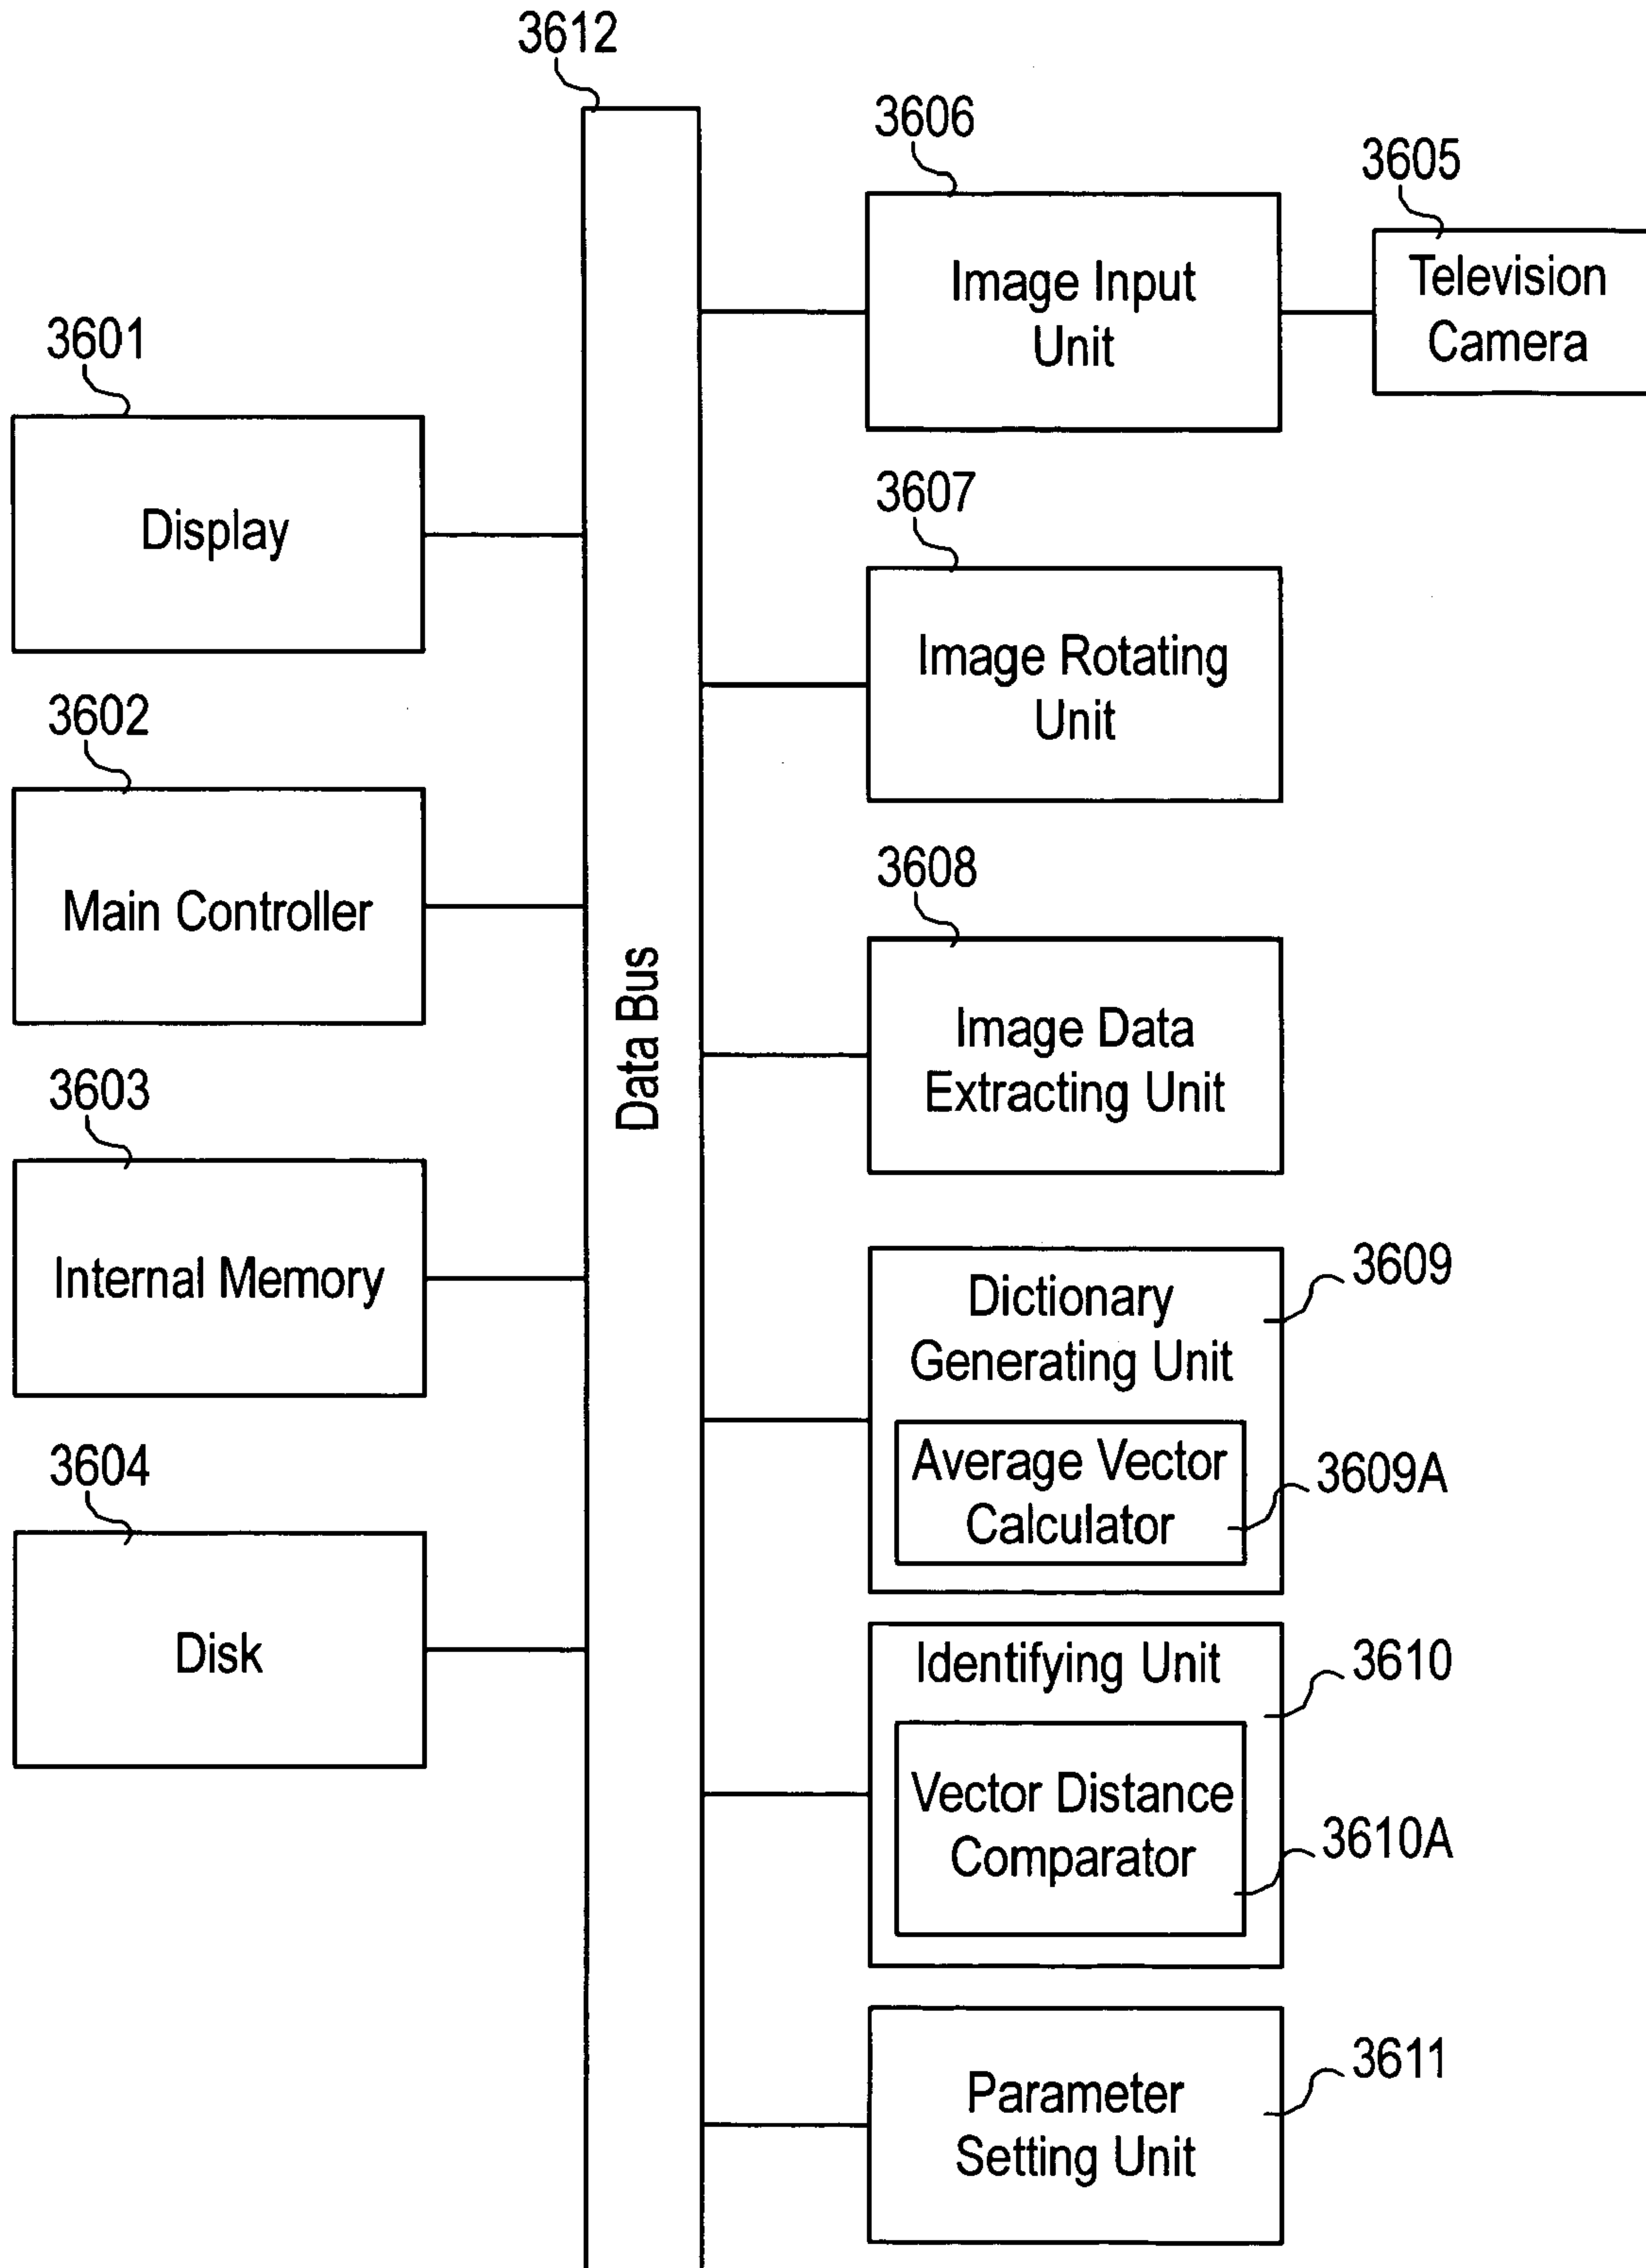 3612
3606
3605
Image Input
Unit
Television
Camera
3601
Display
3607
Image Rotating
Unit
3602
Main Controller
3608
Image Data
Extracting Unit
Data Bus
3603
Internal Memory
3609
Dictionary
Generating Unit
Average Vector
Calculator
3609A
3604
Disk
Identifying Unit
3610
Vector Distance
Comparator
3610A
3611
Parameter
Setting Unit